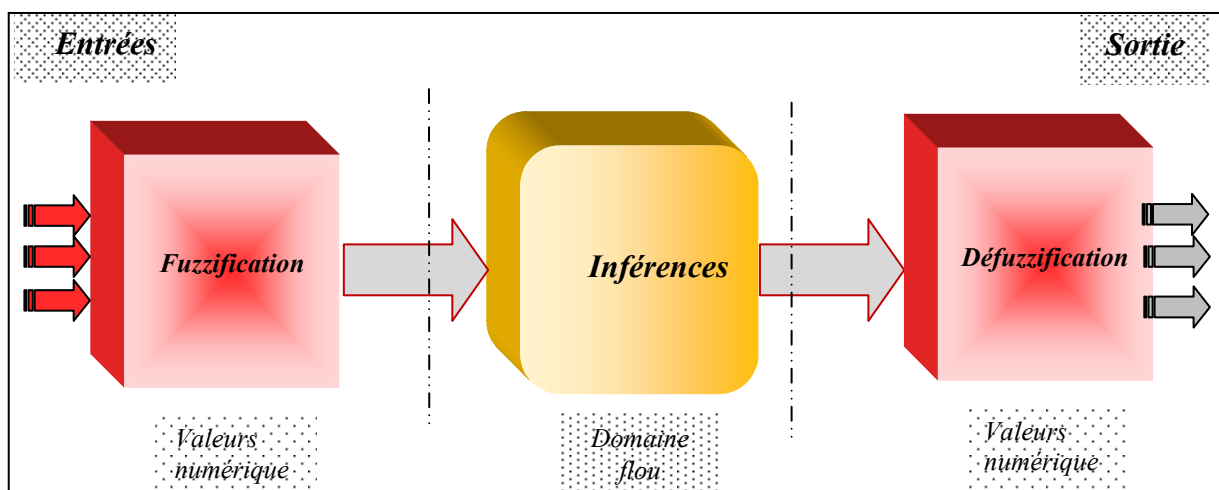 Entrées
Sortie
Fuzzification
Inférences
Défuzzification
Valeurs
numérique
Domaine
flou
Valeurs
numérique